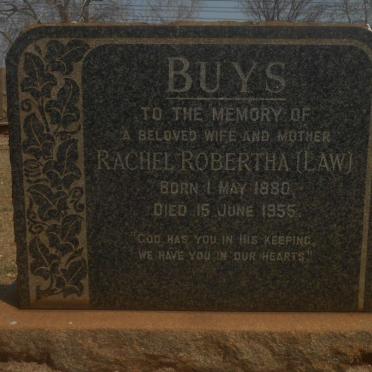 BUYS
TO THE MEMORY OF
A BELOVED WIFE AND MOTHER
RACHEL ROBERTHA (LAW)
BORN 1 MAY 1880.
DIED 15 JUNE 1955.
"GOD HAS YOU IN HIS KEEPING,
WE HAVE YOU IN OUR HEARTS."